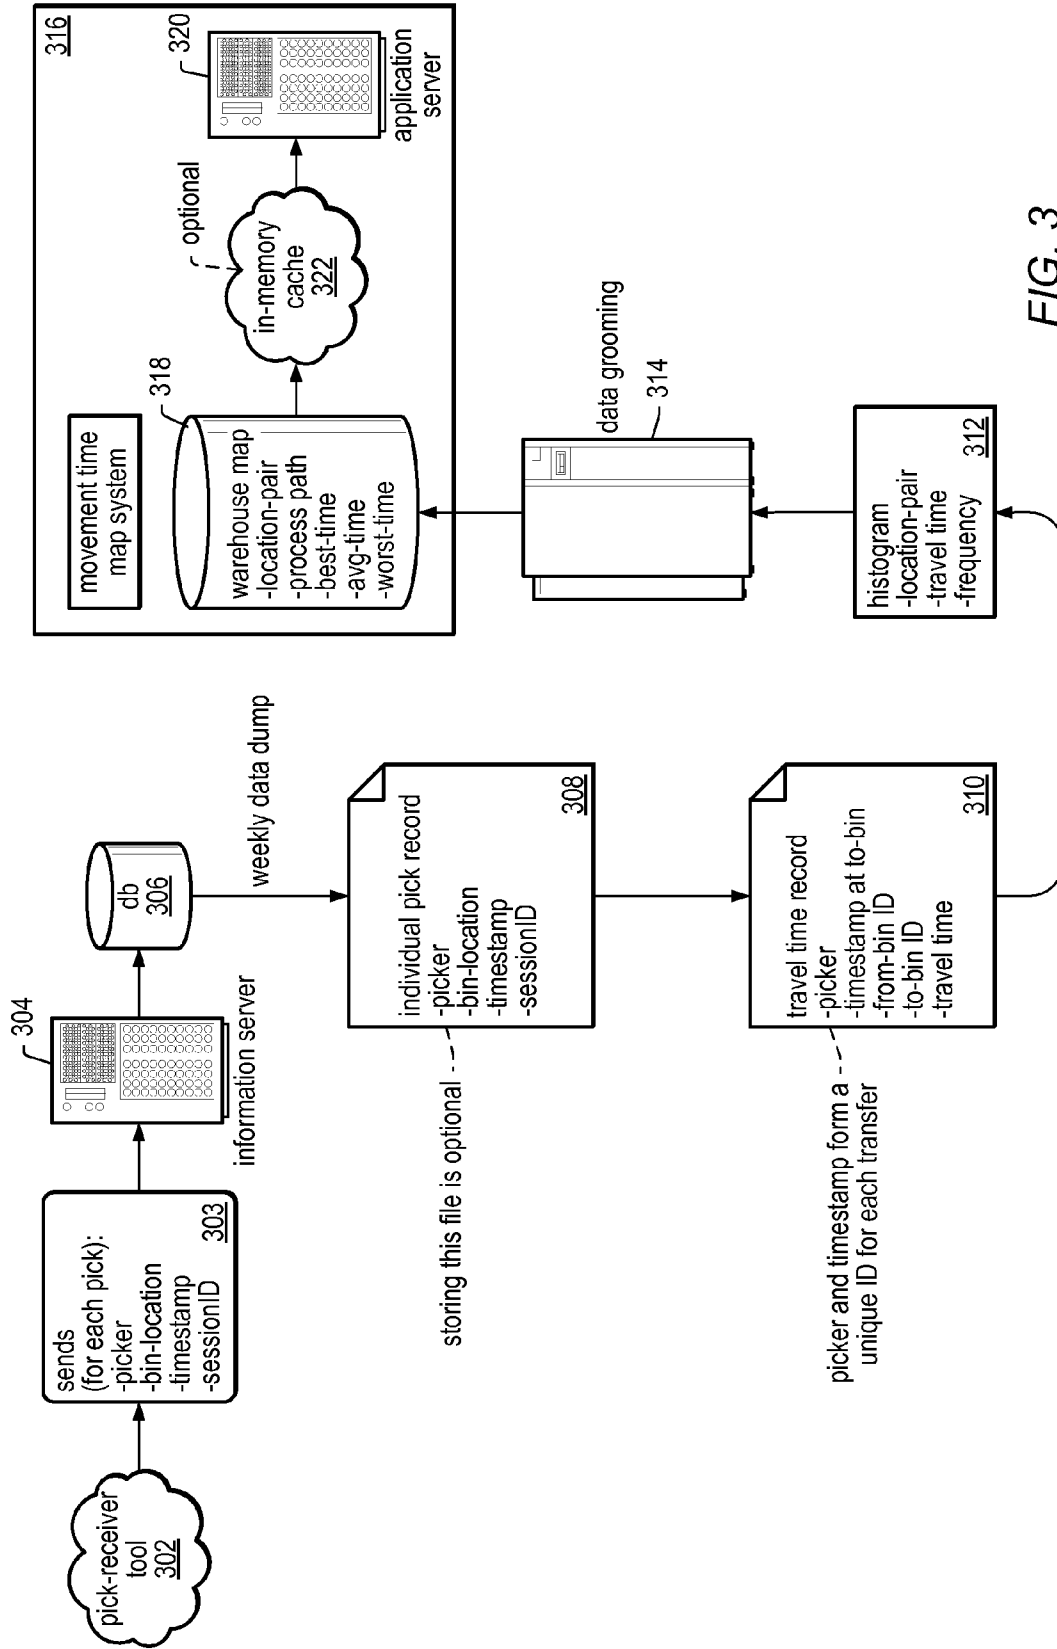 pick-receiver
tool
302
sends
(for each pick):
-picker
-bin-location
-timestamp
-sessionID
303
304
information server
db
306
weekly data dump
individual pick record
-picker
-bin-location
-timestamp
-sessionID
308
storing this file is optional
travel time record
-picker
-timestamp at to-bin
-from-bin ID
-to-bin ID
-travel time
310
picker and timestamp form a
unique ID for each transfer
histogram
-location-pair
-travel time
-frequency
312
data grooming
314
316
movement time
map system
318
warehouse map
-location-pair
-process path
-best-time
-avg-time
-worst-time
optional
in-memory
cache
322
320
application
server
FIG. 3